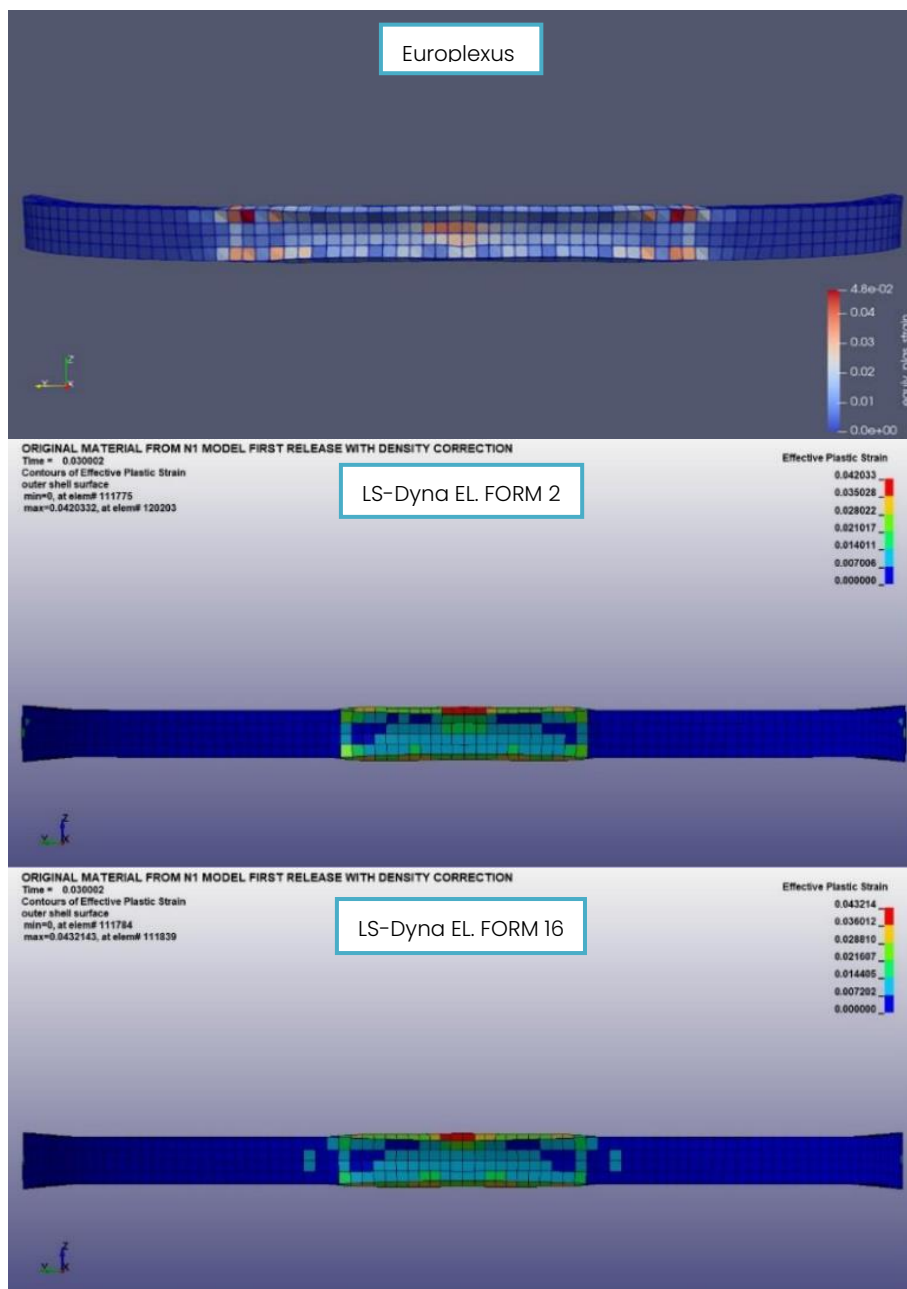 Europlexus
4.8e-02
0.04
0.03
0.02
0.01
0.0e+00
equiv_plas_strain
Z
Y
X
ORIGINAL MATERIAL FROM N1 MODEL FIRST RELEASE WITH DENSITY CORRECTION
Time = 0.030002
Contours of Effective Plastic Strain
outer shell surface
min=0, at elem# 111775
max=0.0420332, at elem# 120203
LS-Dyna EL. FORM 2
Effective Plastic Strain
0.042033
0.035028
0.028022
0.021017
0.014011
0.007006
0.000000
Z
Y
X
ORIGINAL MATERIAL FROM N1 MODEL FIRST RELEASE WITH DENSITY CORRECTION
Time = 0.030002
Contours of Effective Plastic Strain
outer shell surface
min=0, at elem# 111784
max=0.0432143, at elem# 111839
LS-Dyna EL. FORM 16
Effective Plastic Strain
0.043214
0.036012
0.028810
0.021607
0.014405
0.007202
0.000000
Z
Y
X